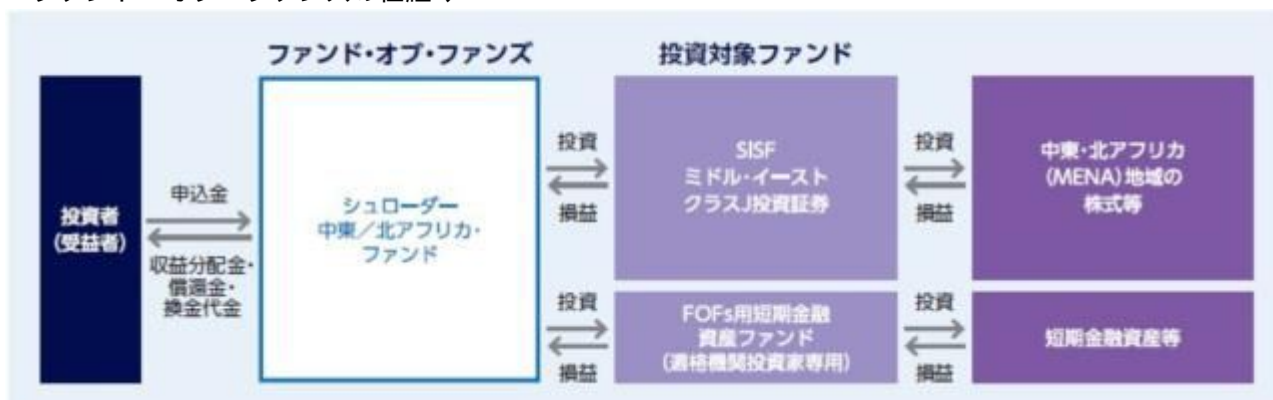 ファンド・オブ・ファンズ
投資対象ファンド
投資者
(受益者)
申込金
収益分配金・
償還金・
換金代金
シュローダー
中東／北アフリカ・
ファンド
投資
損益
SISF
ミドル・イースト
クラスJ投資証券
投資
損益
中東・北アフリカ
(MENA)地域の
株式等
投資
損益
FOFs用短期金融
資産ファンド
(適格機関投資家専用)
投資
損益
短期金融資産等